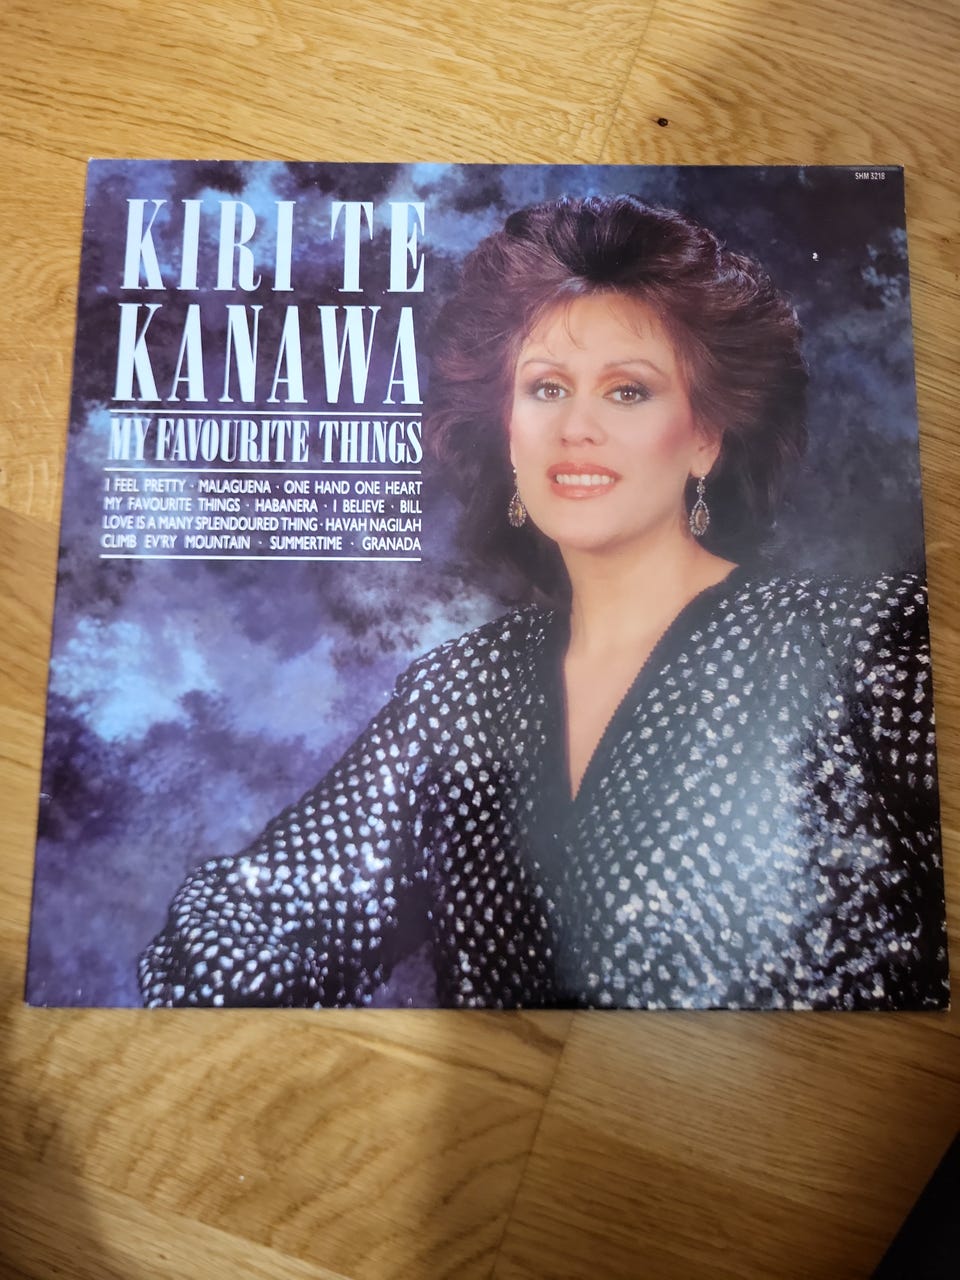 SHM 3218
KIRI TE
KANAWA
MY FAVOURITE THINGS
I FEEL PRETTY · MALAGUENA · ONE HAND ONE HEART
MY FAVOURITE THINGS · HABANERA · I BELIEVE · BILL
LOVE IS A MANY SPLENDOURED THING · HAVAH NAGILAH
CLIMB EV'RY MOUNTAIN · SUMMERTIME · GRANADA